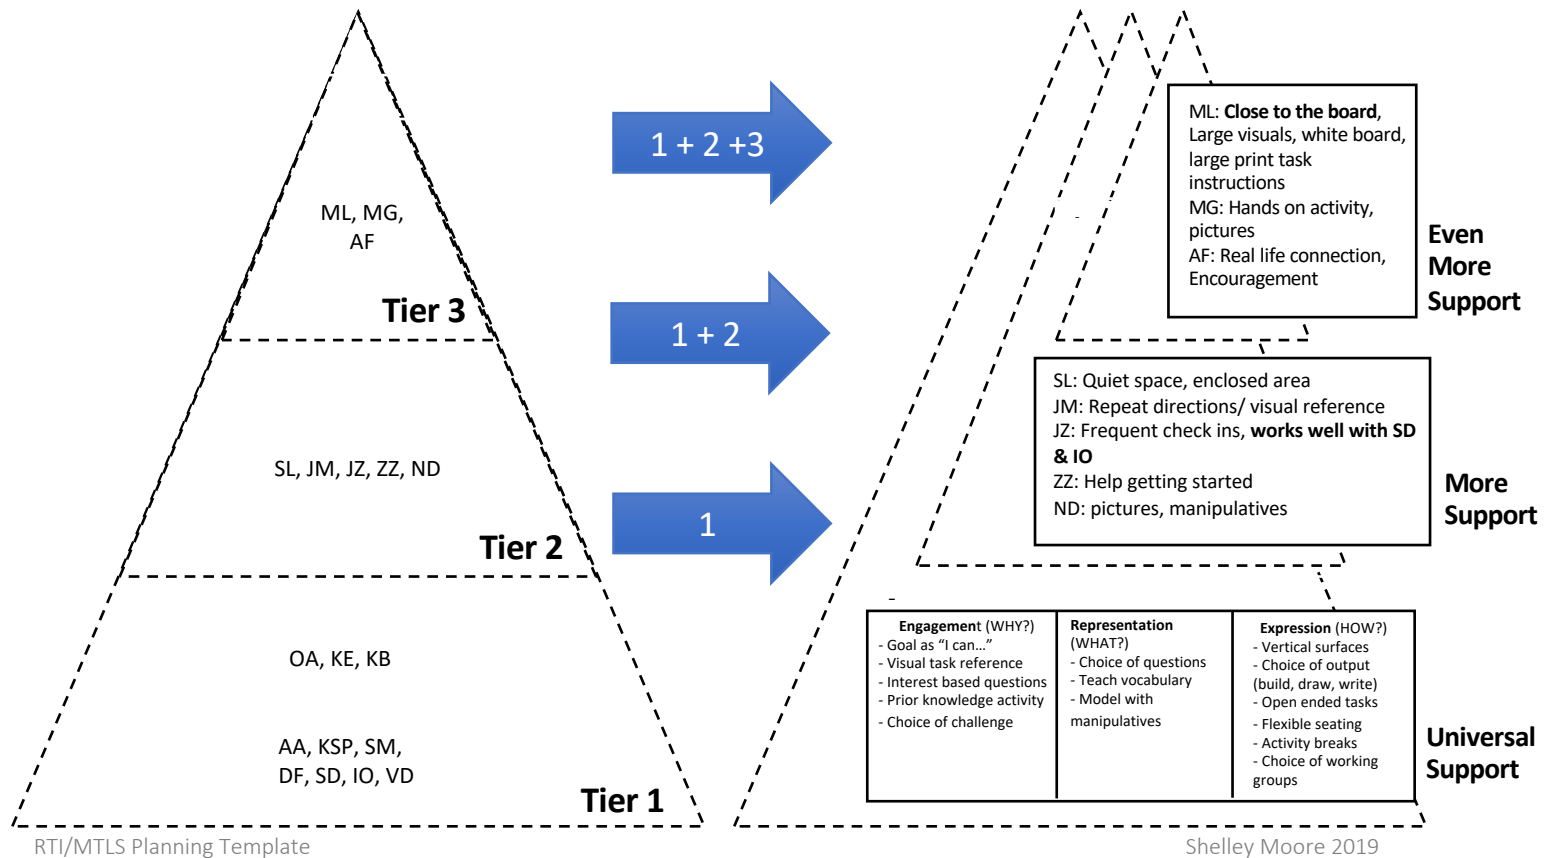 ML, MG,
AF
Tier 3
SL, JM, JZ, ZZ, ND
Tier 2
OA, KE, KB
AA, KSP, SM,
DF, SD, IO, VD
Tier 1
1 + 2 +3
1 + 2
1
ML: Close to the board,
Large visuals, white board,
large print task
instructions
MG: Hands on activity,
pictures
AF: Real life connection,
Encouragement
Even
More
Support
SL: Quiet space, enclosed area
JM: Repeat directions/ visual reference
JZ: Frequent check ins, works well with SD
& IO
ZZ: Help getting started
ND: pictures, manipulatives
More
Support
Engagement (WHY?)
- Goal as “I can…”
- Visual task reference
- Interest based questions
- Prior knowledge activity
- Choice of challenge
Representation
(WHAT?)
- Choice of questions
- Teach vocabulary
- Model with
manipulatives
Expression (HOW?)
- Vertical surfaces
- Choice of output
(build, draw, write)
- Open ended tasks
- Flexible seating
- Activity breaks
- Choice of working
groups
Universal
Support
RTI/MTLS Planning Template
Shelley Moore 2019